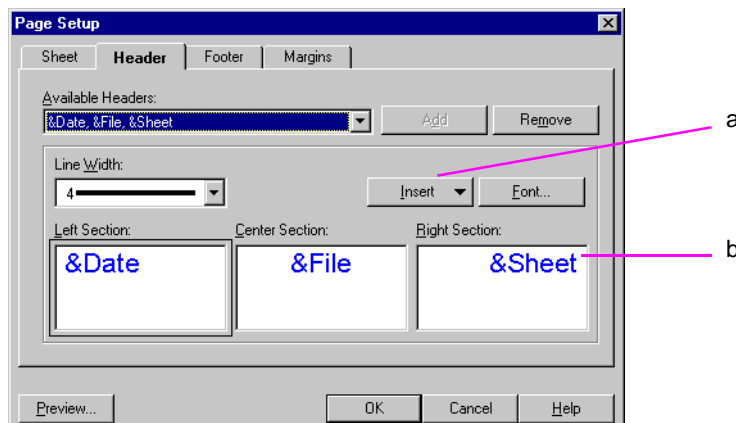 Page Setup
Sheet Header Footer Margins
Available Headers:
&Date, &File, &Sheet Add Remove
a
Line Width:
4 Insert Font...
Left Section: Center Section: Right Section:
&Date &File &Sheet
b
Preview... OK Cancel Help